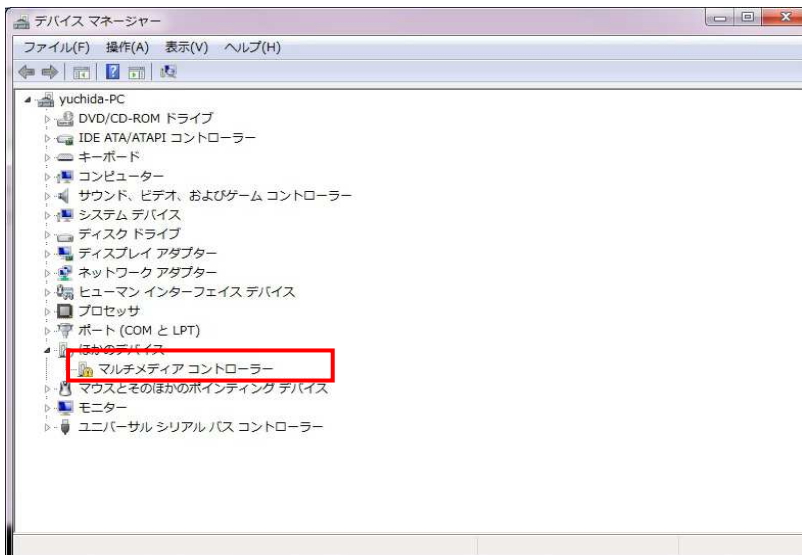 デバイス マネージャー
ファイル(F) 操作(A) 表示(V) ヘルプ(H)
yuchida-PC
DVD/CD-ROM ドライブ
IDE ATA/ATAPI コントローラー
キーボード
コンピューター
サウンド、ビデオ、およびゲーム コントローラー
システム デバイス
ディスク ドライブ
ディスプレイ アダプター
ネットワーク アダプター
ヒューマン インターフェイス デバイス
プロセッサ
ポート (COM と LPT)
ほかのデバイス
マルチメディア コントローラー
マウスとそのほかのポインティング デバイス
モニター
ユニバーサル シリアル バス コントローラー